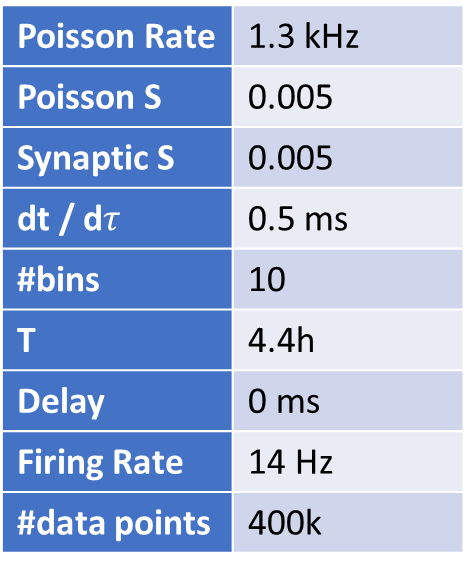 Poisson Rate 1.3 kHz
Poisson S 0.005
Synaptic S 0.005
dt / dτ 0.5 ms
#bins 10
T 4.4h
Delay 0 ms
Firing Rate 14 Hz
#data points 400k